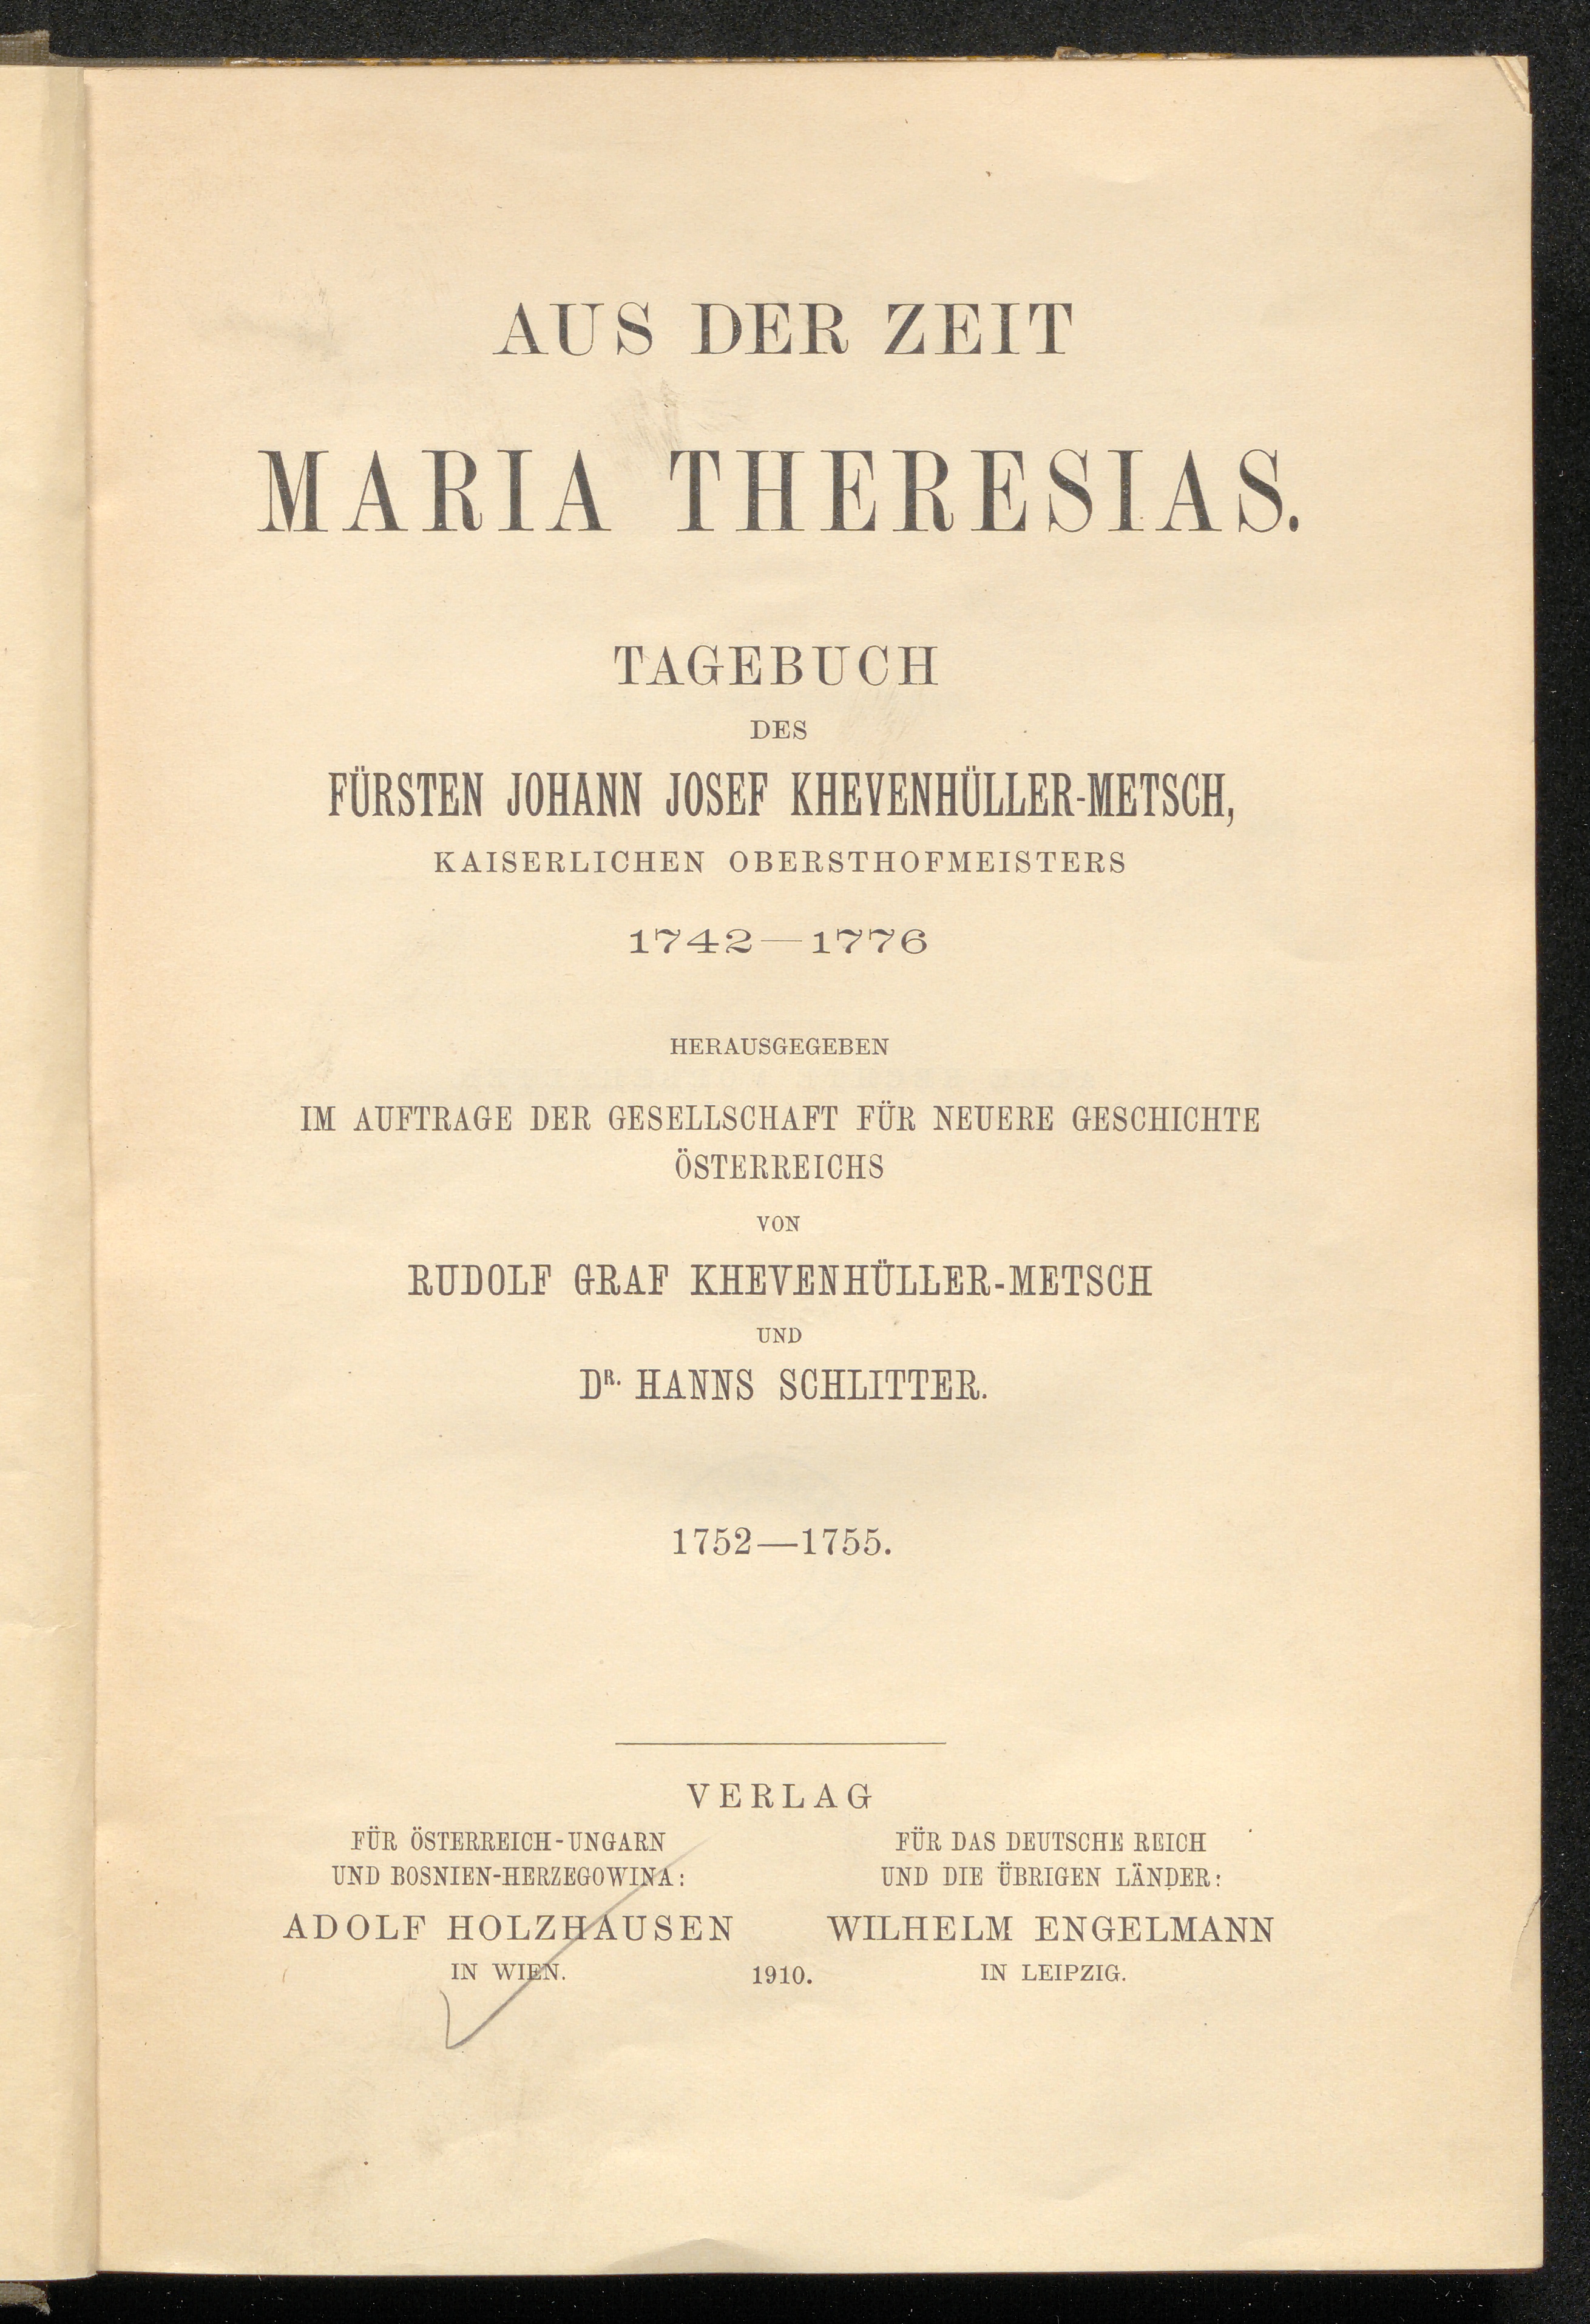 AUS DER ZEIT
MARIA THERESIAS.
TAGEBUCH
DES
FÜRSTEN JOHANN JOSEF KHEVENHÜLLER-METSCH,
KAISERLICHEN OBERSTHOFMEISTERS
1742—1776
HERAUSGEGEBEN
IM AUFTRAGE DER GESELLSCHAFT FÜR NEUERE GESCHICHTE
ÖSTERREICHS
VON
RUDOLF GRAF KHEVENHÜLLER-METSCH
UND
DR. HANNS SCHLITTER.
1752—1755.
VERLAG
FÜR ÖSTERREICH-UNGARN
UND BOSNIEN-HERZEGOWINA:
ADOLF HOLZHAUSEN
IN WIEN.
1910.
FÜR DAS DEUTSCHE REICH
UND DIE ÜBRIGEN LÄNDER:
WILHELM ENGELMANN
IN LEIPZIG.